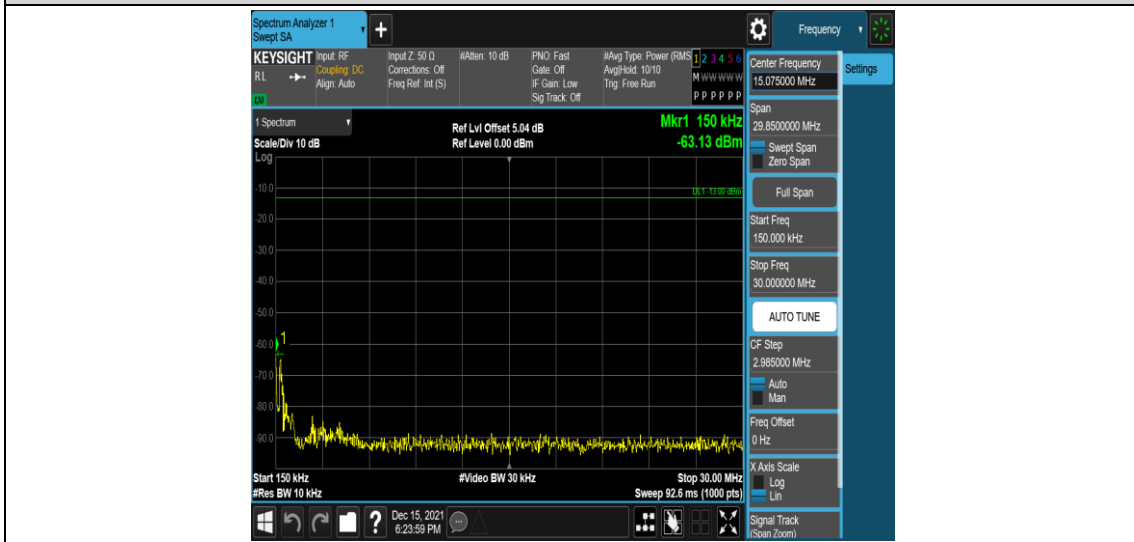 Spectrum Analyzer 1
Swept SA
+
Frequency
KEYSIGHT
RL
LXI
Input: RF
Coupling: DC
Align: Auto
Input Z: 50 Ω
Corrections: Off
Freq Ref: Int (S)
#Atten: 10 dB
PNO: Fast
Gate: Off
IF Gain: Low
Sig Track: Off
#Avg Type: Power (RMS
Avg|Hold: 10/10
Trig: Free Run
1 2 3 4 5 6
M W W W W W
P P P P P P
1 Spectrum
Scale/Div 10 dB
Log
Ref Lvl Offset 5.04 dB
Ref Level 0.00 dBm
Mkr1 150 kHz
-63.13 dBm
DL1 -13.00 dBm
-10.0
-20.0
-30.0
-40.0
-50.0
-60.0
-70.0
-80.0
-90.0
1
Start 150 kHz
#Res BW 10 kHz
#Video BW 30 kHz
Stop 30.00 MHz
Sweep 92.6 ms (1000 pts)
Dec 15, 2021
6:23:59 PM
Center Frequency
15.075000 MHz
Settings
Span
29.8500000 MHz
Swept Span
Zero Span
Full Span
Start Freq
150.000 kHz
Stop Freq
30.000000 MHz
AUTO TUNE
CF Step
2.985000 MHz
Auto
Man
Freq Offset
0 Hz
X Axis Scale
Log
Lin
Signal Track
(Span Zoom)